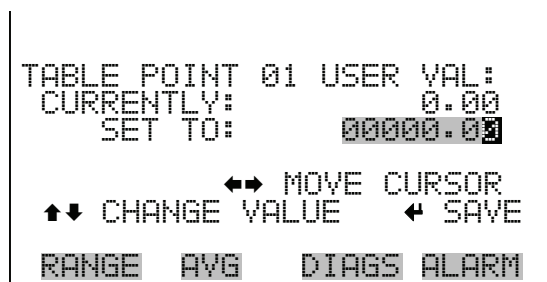 TABLE POINT 01 USER VAL:
CURRENTLY: 0.00
SET TO: 00000.00
⬅➡ MOVE CURSOR
⬆⬇ CHANGE VALUE ↵ SAVE
RANGE AVG DIAGS ALARM